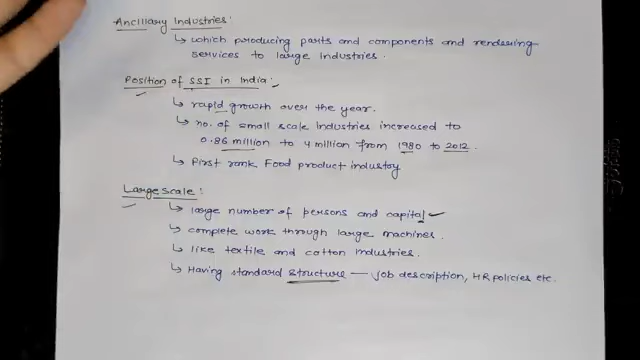 Ancillary Industries:
↳ which producing parts and components and rendering
services to large industries.
Position of SSI in India:
↳ rapid growth over the year.
↳ no. of small scale industries increased to
0.86 million to 4 million from 1980 to 2012.
↳ First rank Food product industry
Large scale:
↳ large number of persons and capital
↳ complete work through large machines.
↳ like textile and cotton industries.
↳ Having standard structure — job description, HR policies etc.